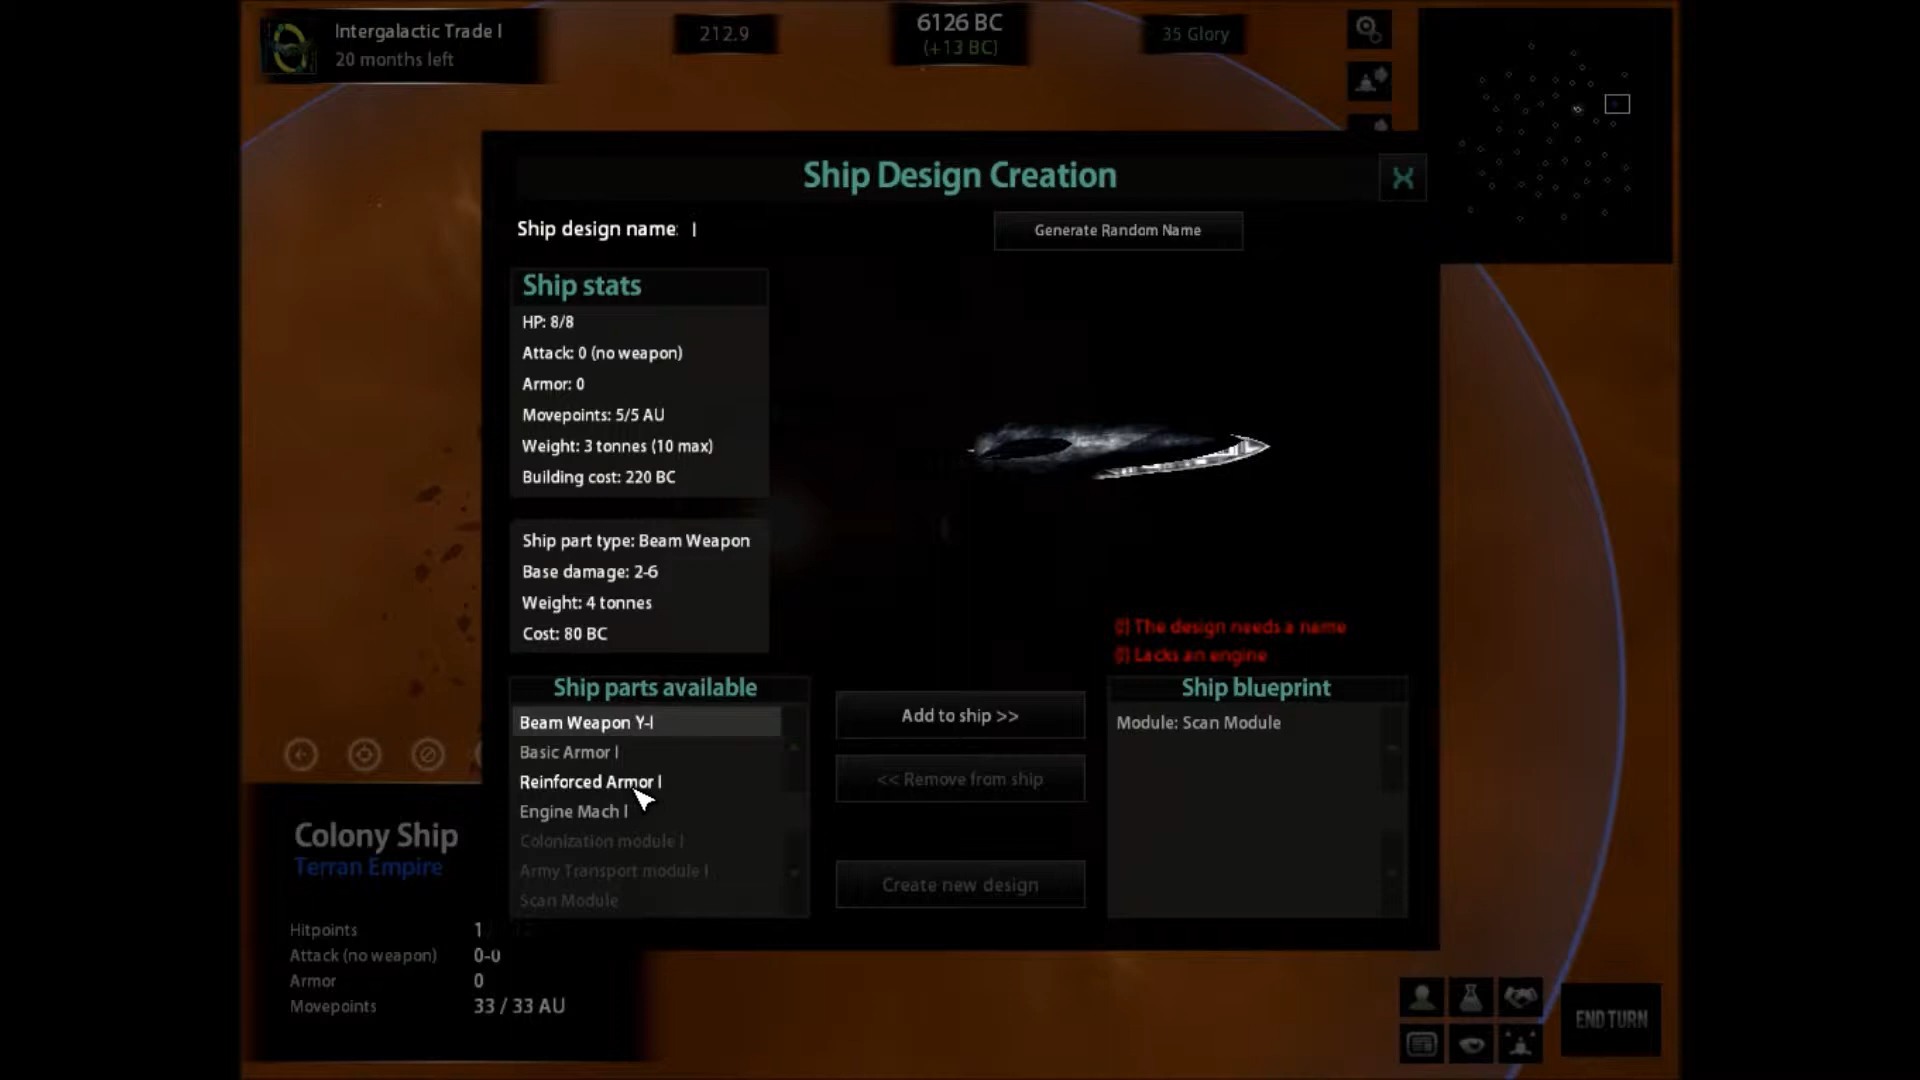 Intergalactic Trade I
20 months left
212.9
6126 BC
(+13 BC)
35 Glory
Ship Design Creation
Ship design name: 
Generate Random Name
Ship stats
HP: 8/8
Attack: 0 (no weapon)
Armor: 0
Movepoints: 5/5 AU
Weight: 3 tonnes (10 max)
Building cost: 220 BC
Ship part type: Beam Weapon
Base damage: 2-6
Weight: 4 tonnes
Cost: 80 BC
(!) The design needs a name
(!) Lacks an engine
Ship parts available
Beam Weapon Y-I
Basic Armor I
Reinforced Armor I
Engine Mach I
Colonization module I
Army Transport module I
Scan Module
Add to ship >>
<< Remove from ship
Create new design
Ship blueprint
Module: Scan Module
Colony Ship
Terran Empire
Hitpoints
Attack (no weapon) 0-0
Armor 0
Movepoints 33 / 33 AU
END TURN